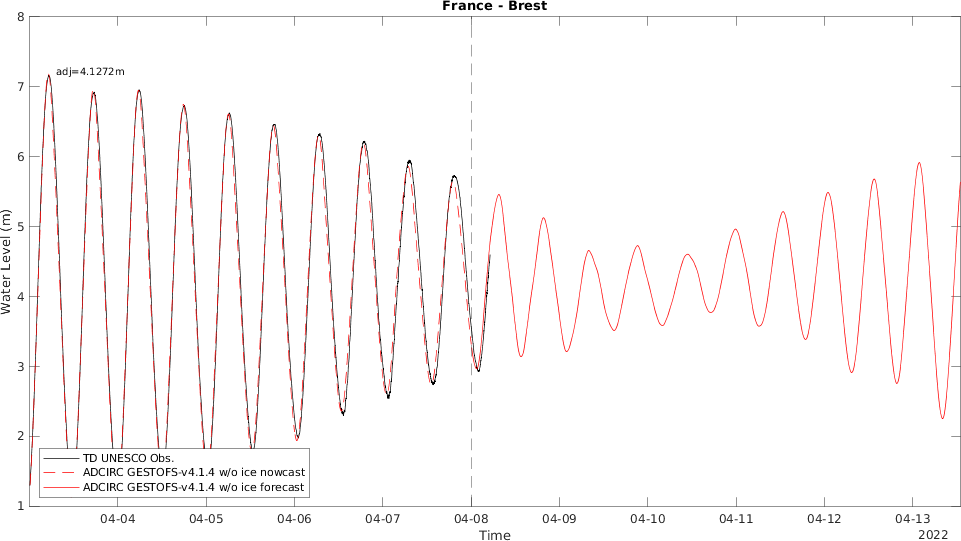 France - Brest
adj=4.1272m
8
7
6
5
4
3
2
1
Water Level (m)
TD UNESCO Obs.
ADCIRC GESTOFS-v4.1.4 w/o ice nowcast
ADCIRC GESTOFS-v4.1.4 w/o ice forecast
04-04 04-05 04-06 04-07 04-08 04-09 04-10 04-11 04-12 04-13
Time
2022